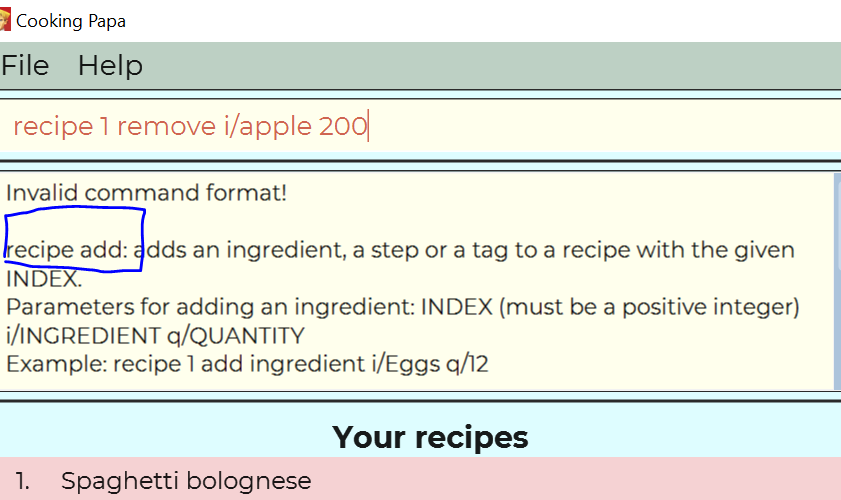 Cooking Papa
File Help
recipe 1 remove i/apple 200
Invalid command format!
recipe add: adds an ingredient, a step or a tag to a recipe with the given
INDEX.
Parameters for adding an ingredient: INDEX (must be a positive integer)
i/INGREDIENT q/QUANTITY
Example: recipe 1 add ingredient i/Eggs q/12
Your recipes
1. Spaghetti bolognese